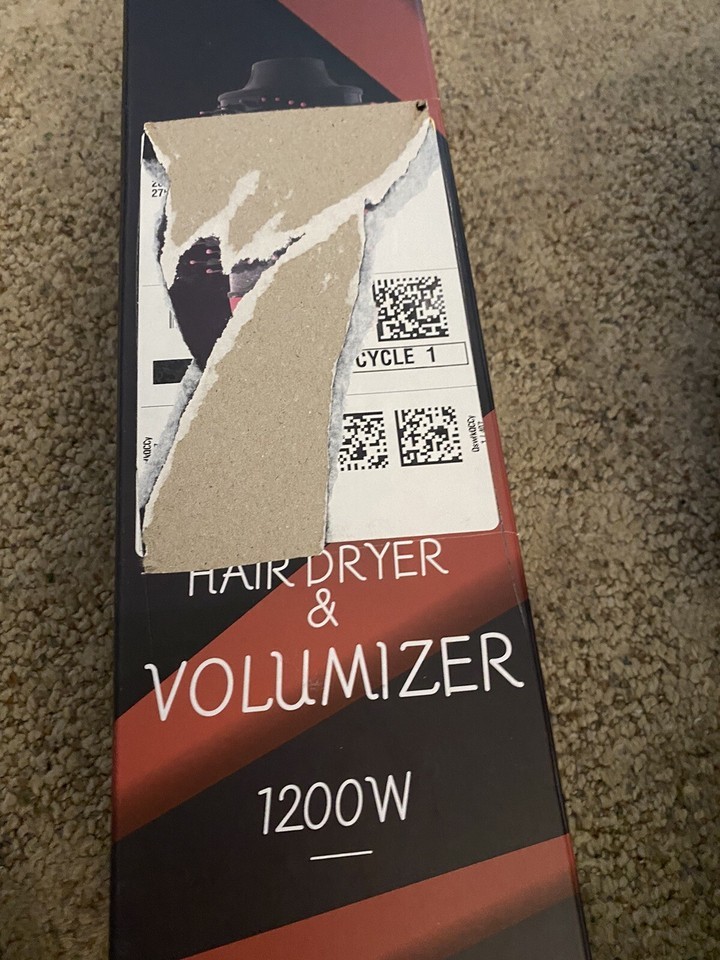 CYCLE 1
HAIR DRYER
&
VOLUMIZER
1200W